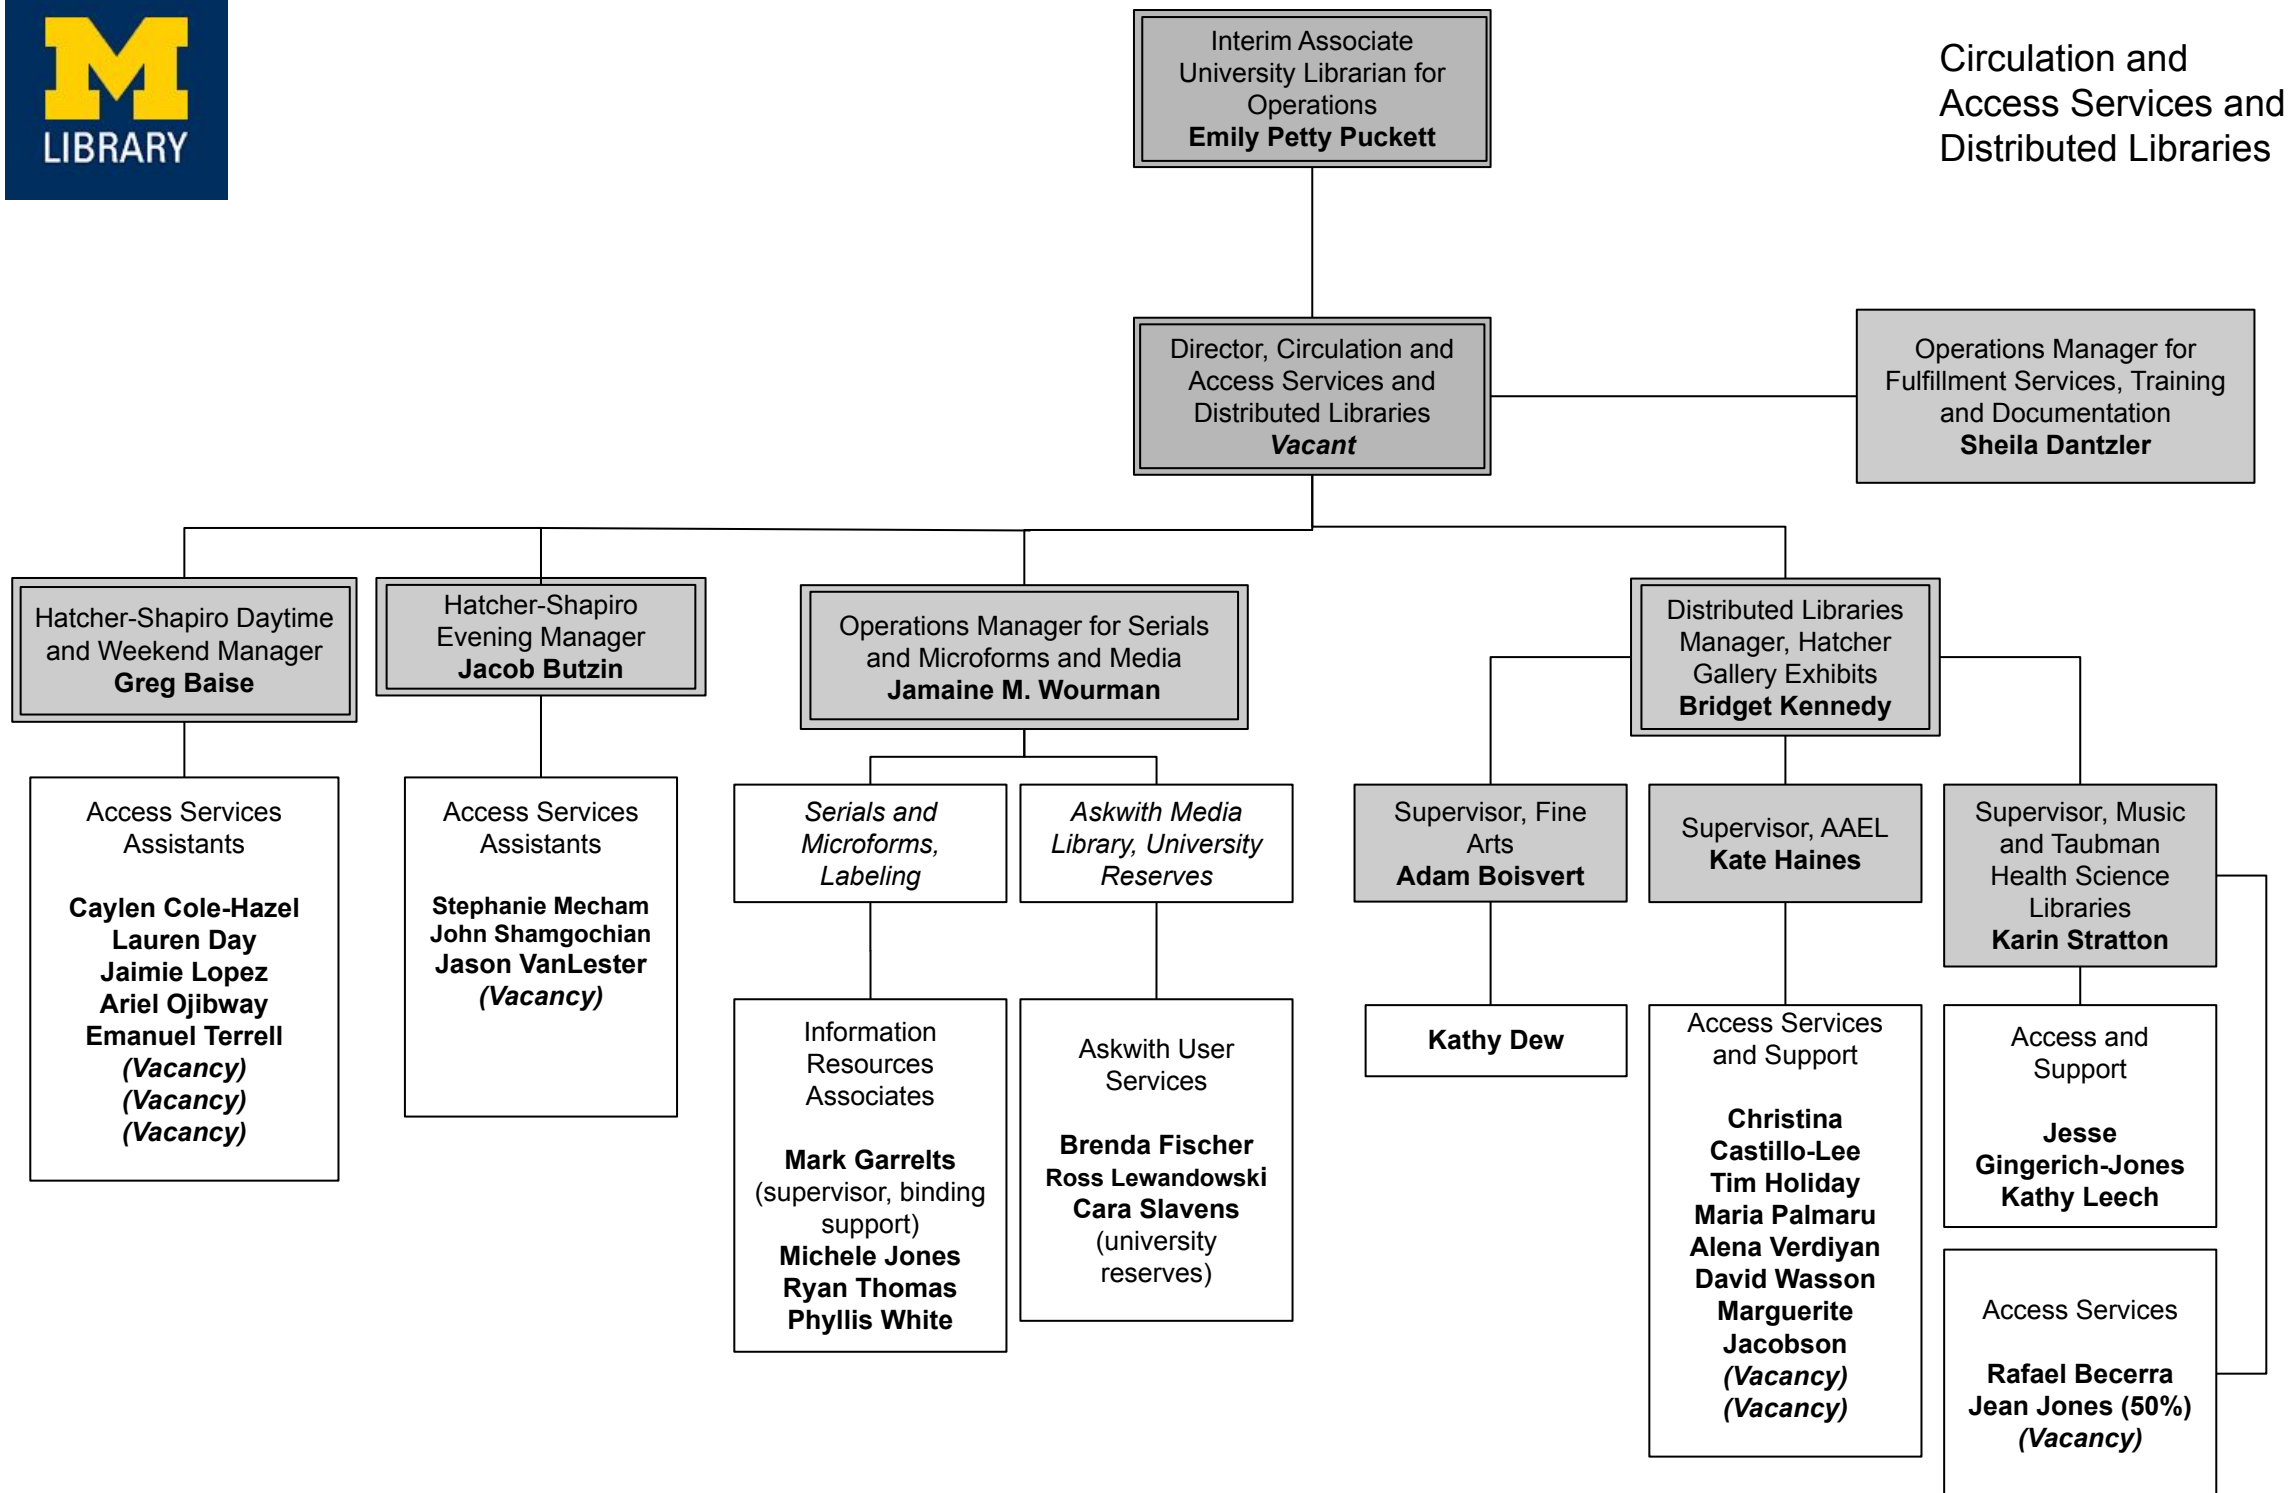 M
LIBRARY
Interim Associate
University Librarian for
Operations
Emily Petty Puckett
Circulation and
Access Services and
Distributed Libraries
Director, Circulation and
Access Services and
Distributed Libraries
Vacant
Operations Manager for
Fulfillment Services, Training
and Documentation
Sheila Dantzler
Hatcher-Shapiro Daytime
and Weekend Manager
Greg Baise
Hatcher-Shapiro
Evening Manager
Jacob Butzin
Operations Manager for Serials
and Microforms and Media
Jamaine M. Wourman
Distributed Libraries
Manager, Hatcher
Gallery Exhibits
Bridget Kennedy
Access Services
Assistants
Caylen Cole-Hazel
Lauren Day
Jaimie Lopez
Ariel Ojibway
Emanuel Terrell
(Vacancy)
(Vacancy)
(Vacancy)
Access Services
Assistants
Stephanie Mecham
John Shamgochian
Jason VanLester
(Vacancy)
Serials and
Microforms,
Labeling
Askwith Media
Library, University
Reserves
Information
Resources
Associates
Mark Garrelts
(supervisor, binding
support)
Michele Jones
Ryan Thomas
Phyllis White
Askwith User
Services
Brenda Fischer
Ross Lewandowski
Cara Slavens
(university
reserves)
Supervisor, Fine
Arts
Adam Boisvert
Supervisor, AAEL
Kate Haines
Supervisor, Music
and Taubman
Health Science
Libraries
Karin Stratton
Kathy Dew
Access Services
and Support
Christina
Castillo-Lee
Tim Holiday
Maria Palmaru
Alena Verdiyan
David Wasson
Marguerite
Jacobson
(Vacancy)
(Vacancy)
Access and
Support
Jesse
Gingerich-Jones
Kathy Leech
Access Services
Rafael Becerra
Jean Jones (50%)
(Vacancy)